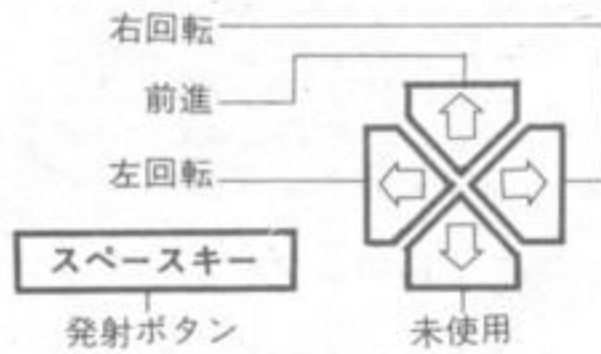 右回転
前進
左回転
スペースキー
発射ボタン
未使用